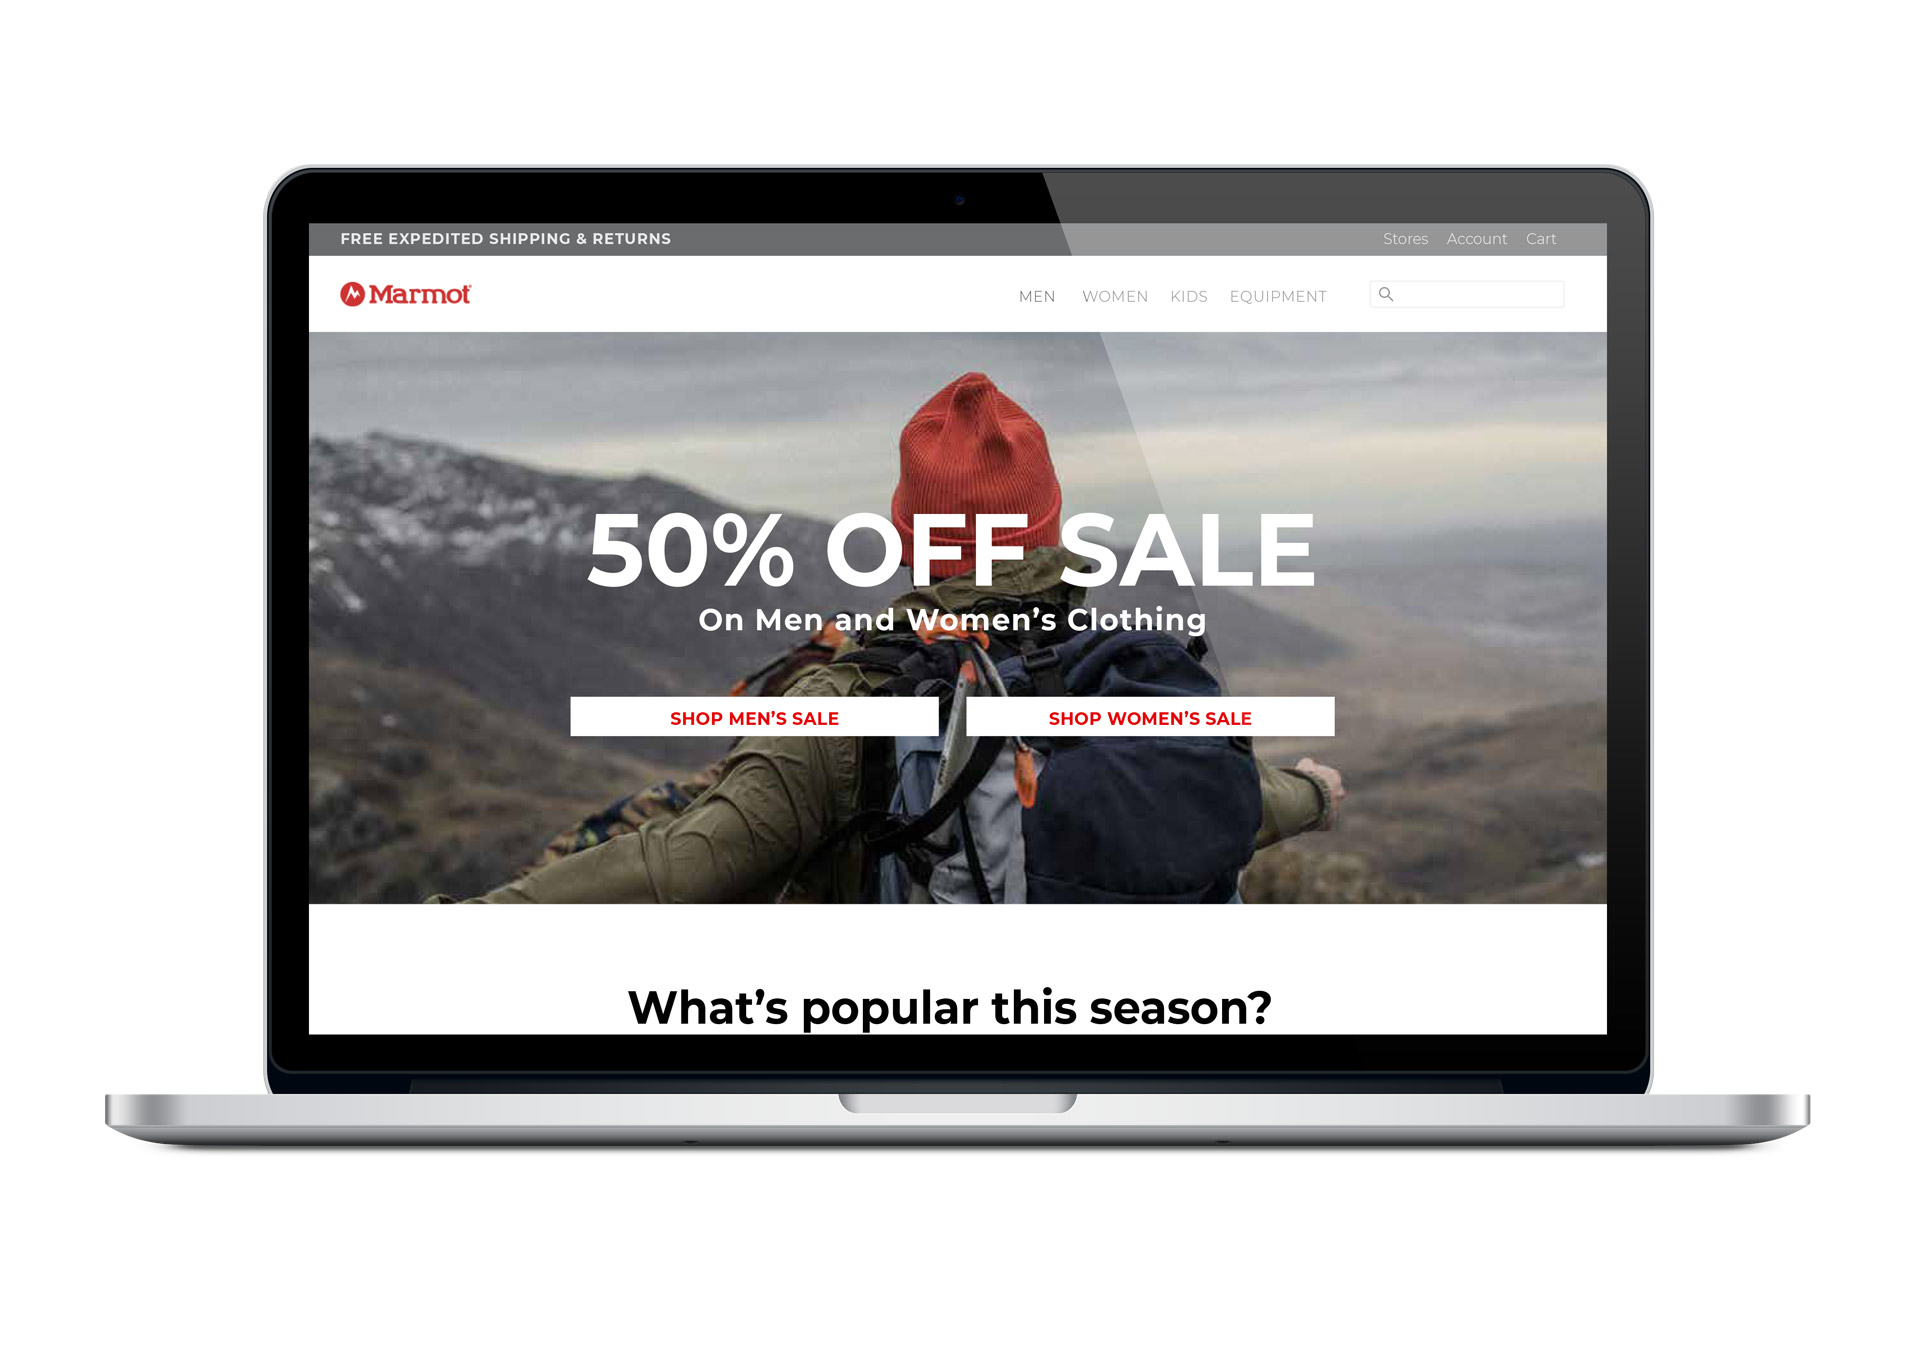 FREE EXPEDITED SHIPPING & RETURNS
Stores Account Cart
Marmot
MEN WOMEN KIDS EQUIPMENT
50% OFF SALE
On Men and Women’s Clothing
SHOP MEN’S SALE
SHOP WOMEN’S SALE
What’s popular this season?